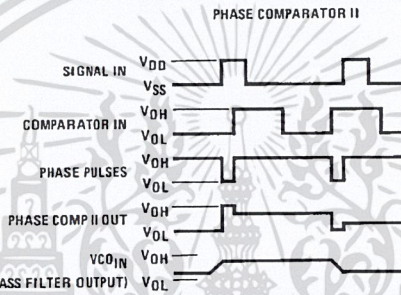 PHASE COMPARATOR II
SIGNAL IN
VDD
VSS
COMPARATOR IN
VOH
VOL
PHASE PULSES
VOH
VOL
PHASE COMP II OUT
VOH
VOL
VCOIN
VOH
ASS FILTER OUTPUT)
VOL